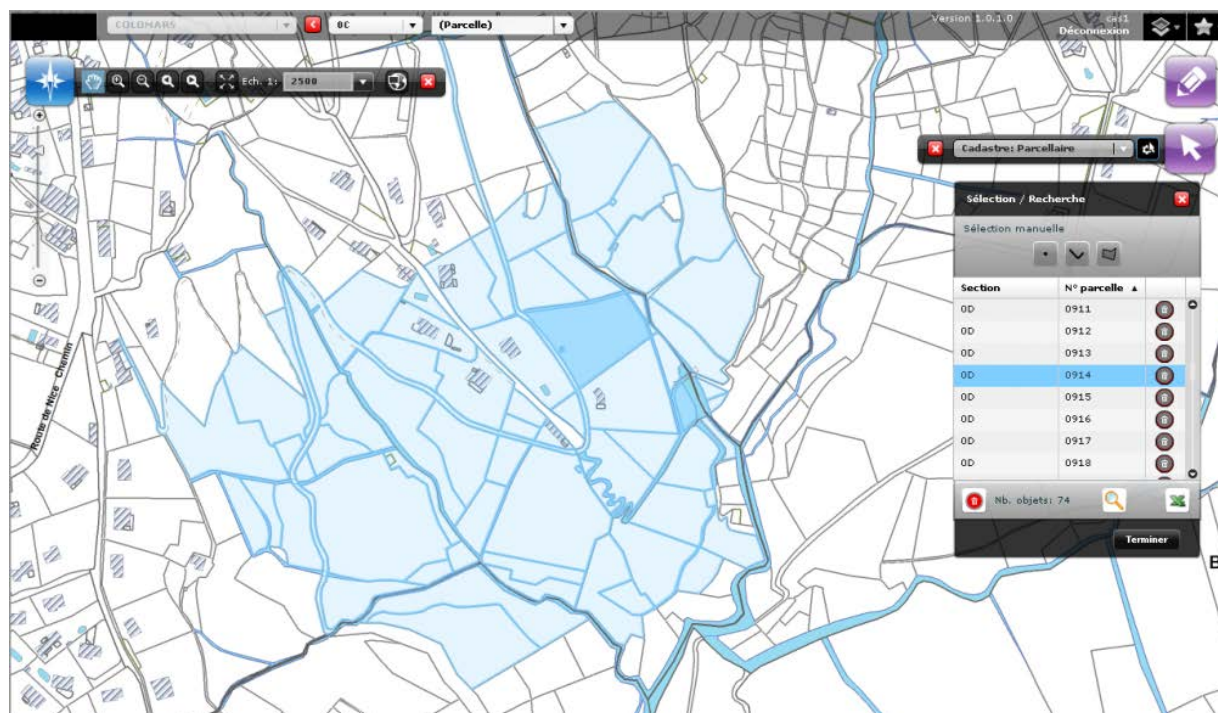 COLOMARS
0C
(Parcelle)
Version 1.0.1.0
cas1
Déconnexion
Ech. 1:
2500
Cadastre: Parcellaire
Sélection / Recherche
Sélection manuelle
Section N° parcelle ▲
0D 0911
0D 0912
0D 0913
0D 0914
0D 0915
0D 0916
0D 0917
0D 0918
Nb. objets: 74
Terminer
Route de Nice Chemin
B